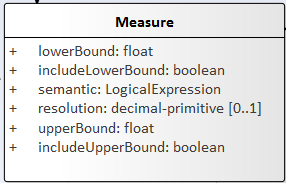 Measure
+ lowerBound: float
+ includeLowerBound: boolean
+ semantic: LogicalExpression
+ resolution: decimal-primitive [0..1]
+ upperBound: float
+ includeUpperBound: boolean